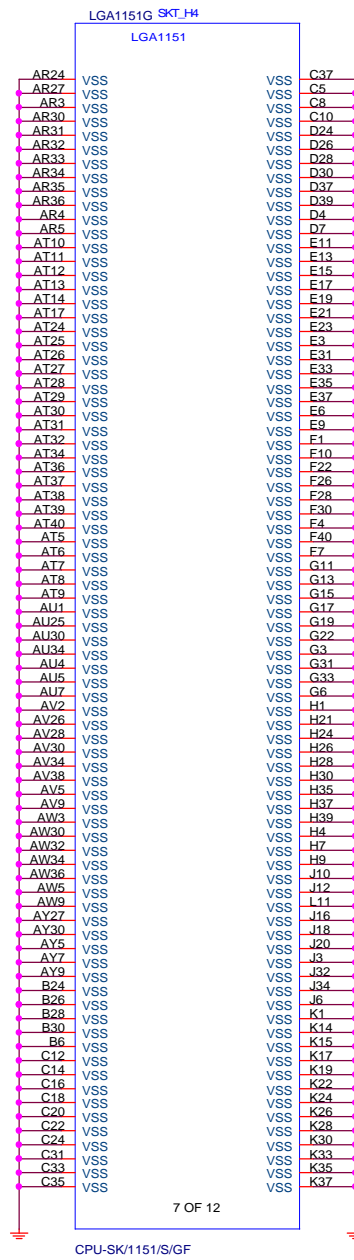 LGA1151G SKT_H4
LGA1151
AR24 VSS VSS C37
AR27 VSS VSS C5
AR3 VSS VSS C8
AR30 VSS VSS C10
AR31 VSS VSS D24
AR32 VSS VSS D26
AR33 VSS VSS D28
AR34 VSS VSS D30
AR35 VSS VSS D37
AR36 VSS VSS D39
AR4 VSS VSS D4
AR5 VSS VSS D7
AT10 VSS VSS E11
AT11 VSS VSS E13
AT12 VSS VSS E15
AT13 VSS VSS E17
AT14 VSS VSS E19
AT17 VSS VSS E21
AT24 VSS VSS E23
AT25 VSS VSS E3
AT26 VSS VSS E31
AT27 VSS VSS E33
AT28 VSS VSS E35
AT29 VSS VSS E37
AT30 VSS VSS E6
AT31 VSS VSS E9
AT32 VSS VSS F1
AT34 VSS VSS F10
AT36 VSS VSS F22
AT37 VSS VSS F26
AT38 VSS VSS F28
AT39 VSS VSS F30
AT40 VSS VSS F4
AT5 VSS VSS F40
AT6 VSS VSS F7
AT7 VSS VSS G11
AT8 VSS VSS G13
AT9 VSS VSS G15
AU1 VSS VSS G17
AU25 VSS VSS G19
AU30 VSS VSS G22
AU34 VSS VSS G3
AU4 VSS VSS G31
AU5 VSS VSS G33
AU7 VSS VSS G6
AV2 VSS VSS H1
AV26 VSS VSS H21
AV28 VSS VSS H24
AV30 VSS VSS H26
AV34 VSS VSS H28
AV38 VSS VSS H30
AV5 VSS VSS H35
AV9 VSS VSS H37
AW3 VSS VSS H39
AW30 VSS VSS H4
AW32 VSS VSS H7
AW34 VSS VSS H9
AW36 VSS VSS J10
AW5 VSS VSS J12
AW9 VSS VSS L11
AY27 VSS VSS J16
AY30 VSS VSS J18
AY5 VSS VSS J20
AY7 VSS VSS J3
AY9 VSS VSS J32
B24 VSS VSS J34
B26 VSS VSS J6
B28 VSS VSS K1
B30 VSS VSS K14
B6 VSS VSS K15
C12 VSS VSS K17
C14 VSS VSS K19
C16 VSS VSS K22
C18 VSS VSS K24
C20 VSS VSS K26
C22 VSS VSS K28
C24 VSS VSS K30
C31 VSS VSS K33
C33 VSS VSS K35
C35 VSS VSS K37
7 OF 12
CPU-SK/1151/S/GF